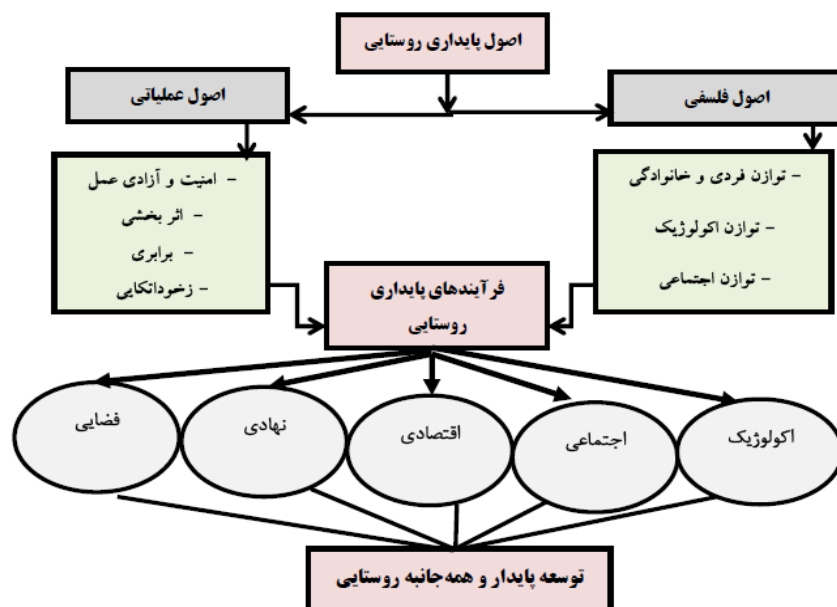 اصول پایداری روستایی
اصول فلسفی
اصول عملیاتی
- توازن فردی و خانوادگی
- توازن اکولوژیک
- توازن اجتماعی
- امنیت و آزادی عمل
- اثر بخشی
- برابری
- زخوداتکایی
فرآیندهای پایداری
روستایی
اکولوژیک
اجتماعی
اقتصادی
نهادی
فضایی
توسعه پایدار و همه‌جانبه روستایی